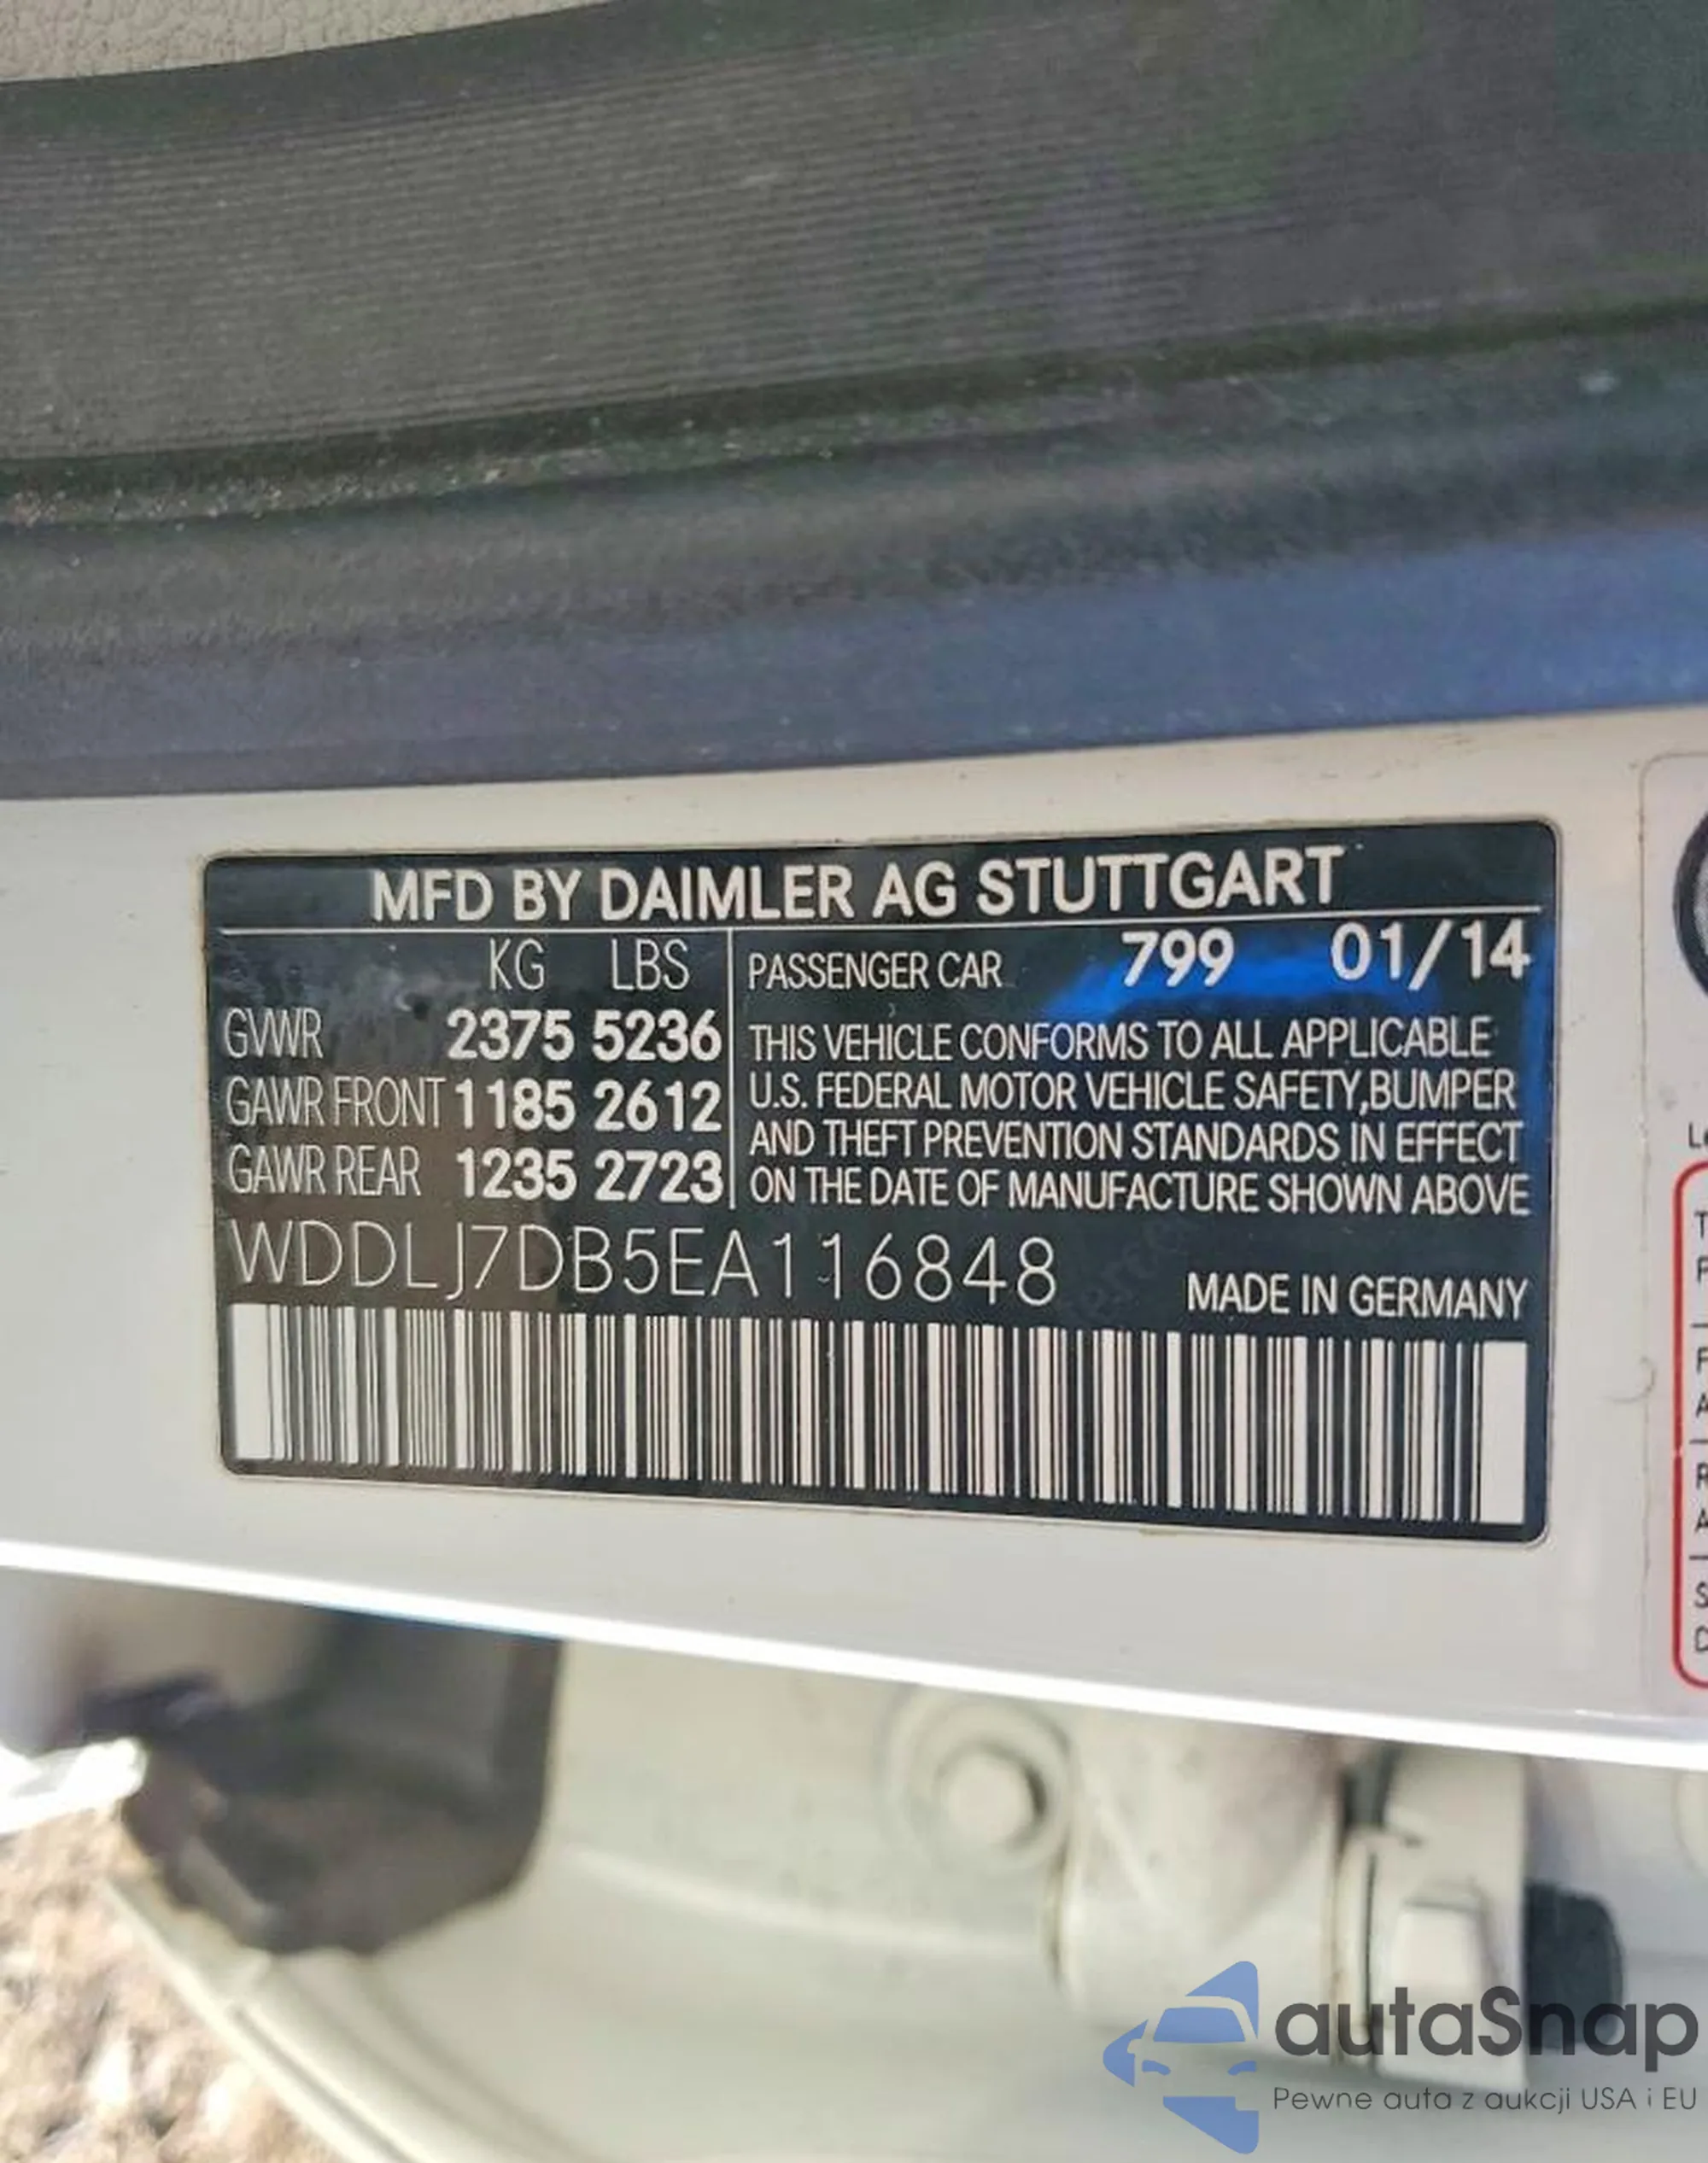 MFD BY DAIMLER AG STUTTGART
KG LBS
GVWR 2375 5236
GAWR FRONT 1185 2612
GAWR REAR 1235 2723
PASSENGER CAR 799 01/14
THIS VEHICLE CONFORMS TO ALL APPLICABLE
U.S. FEDERAL MOTOR VEHICLE SAFETY,BUMPER
AND THEFT PREVENTION STANDARDS IN EFFECT
ON THE DATE OF MANUFACTURE SHOWN ABOVE
WDDLJ7DB5EA116848
MADE IN GERMANY
autaSnap
Pewne auta z aukcji USA i EU